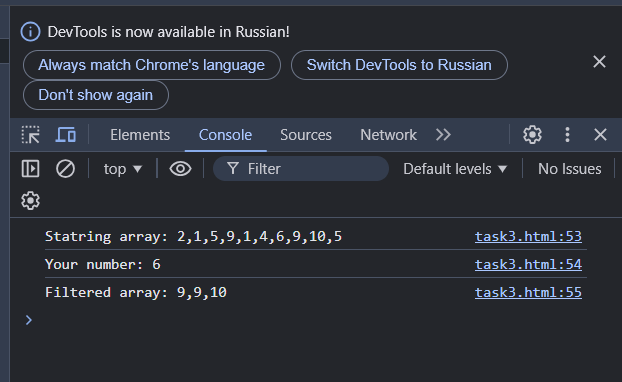 DevTools is now available in Russian!
Always match Chrome's language Switch DevTools to Russian
Don't show again
Elements Console Sources Network
top Filter Default levels No Issues
Statring array: 2,1,5,9,1,4,6,9,10,5 task3.html:53
Your number: 6 task3.html:54
Filtered array: 9,9,10 task3.html:55